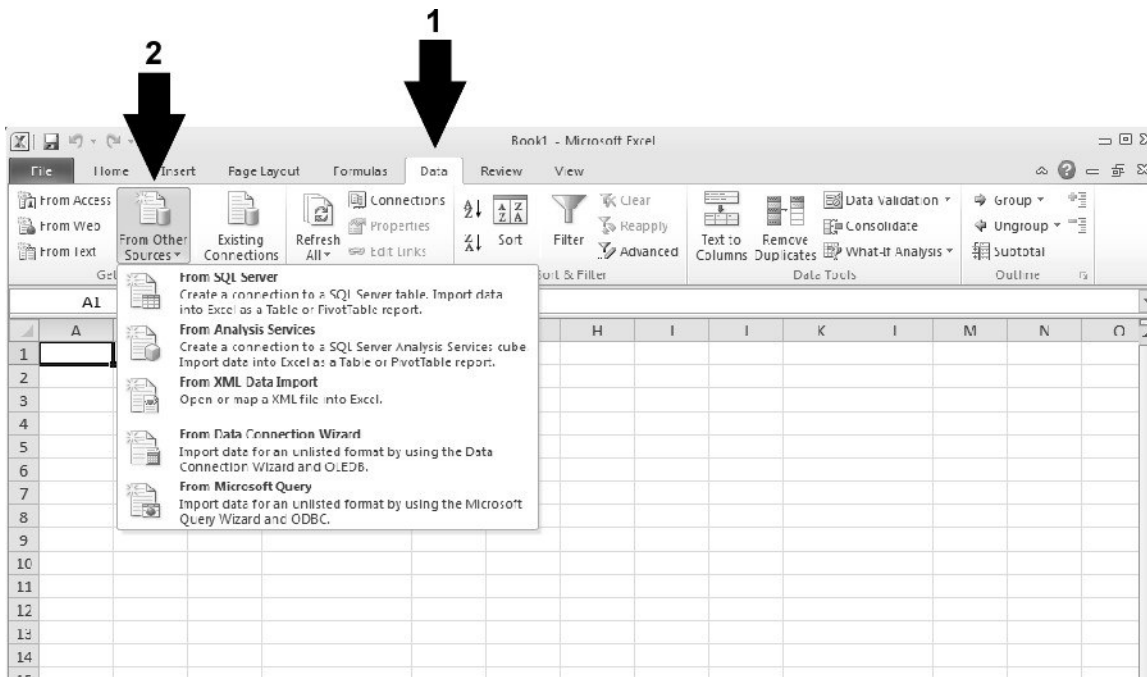 1
2
Book1 - Microsoft Excel
File Home Insert Page Layout Formulas Data Review View
From Access
From Web
From Text
From Other
Sources
Existing
Connections
Refresh
All
Connections
Properties
Edit Links
Sort
Filter
Clear
Reapply
Advanced
Text to
Columns
Remove
Duplicates
Data Validation
Consolidate
What-If Analysis
Group
Ungroup
Subtotal
Sort & Filter
Data Tools
Outline
A1
From SQL Server
Create a connection to a SQL Server table. Import data
into Excel as a Table or PivotTable report.
From Analysis Services
Create a connection to a SQL Server Analysis Services cube
Import data into Excel as a Table or PivotTable report.
From XML Data Import
Open or map a XML file into Excel.
From Data Connection Wizard
Import data for an unlisted format by using the Data
Connection Wizard and OLEDB.
From Microsoft Query
Import data for an unlisted format by using the Microsoft
Query Wizard and ODBC.
A H K M N O
1
2
3
4
5
6
7
8
9
10
11
12
13
14